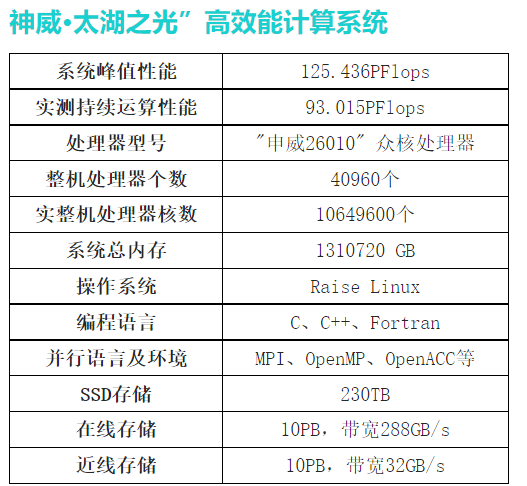 神威•太湖之光”高效能计算系统
系统峰值性能 125.436PFlops
实测持续运算性能 93.015PFlops
处理器型号 "申威26010" 众核处理器
整机处理器个数 40960个
实整机处理器核数 10649600个
系统总内存 1310720 GB
操作系统 Raise Linux
编程语言 C、C++、Fortran
并行语言及环境 MPI、OpenMP、OpenACC等
SSD存储 230TB
在线存储 10PB，带宽288GB/s
近线存储 10PB，带宽32GB/s